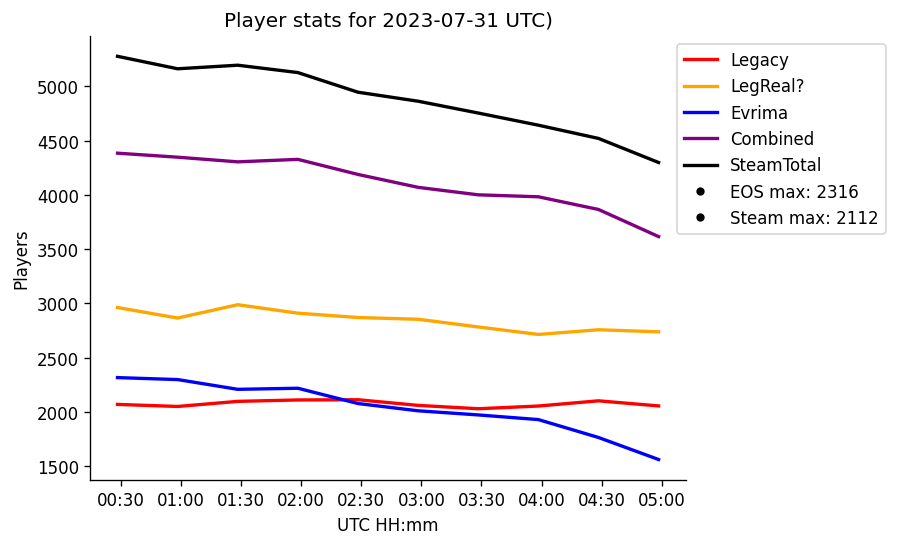 Player stats for 2023-07-31 UTC)
Legacy
LegReal?
Evrima
Combined
SteamTotal
EOS max: 2316
Steam max: 2112
Players
5000
4500
4000
3500
3000
2500
2000
1500
00:30 01:00 01:30 02:00 02:30 03:00 03:30 04:00 04:30 05:00
UTC HH:mm